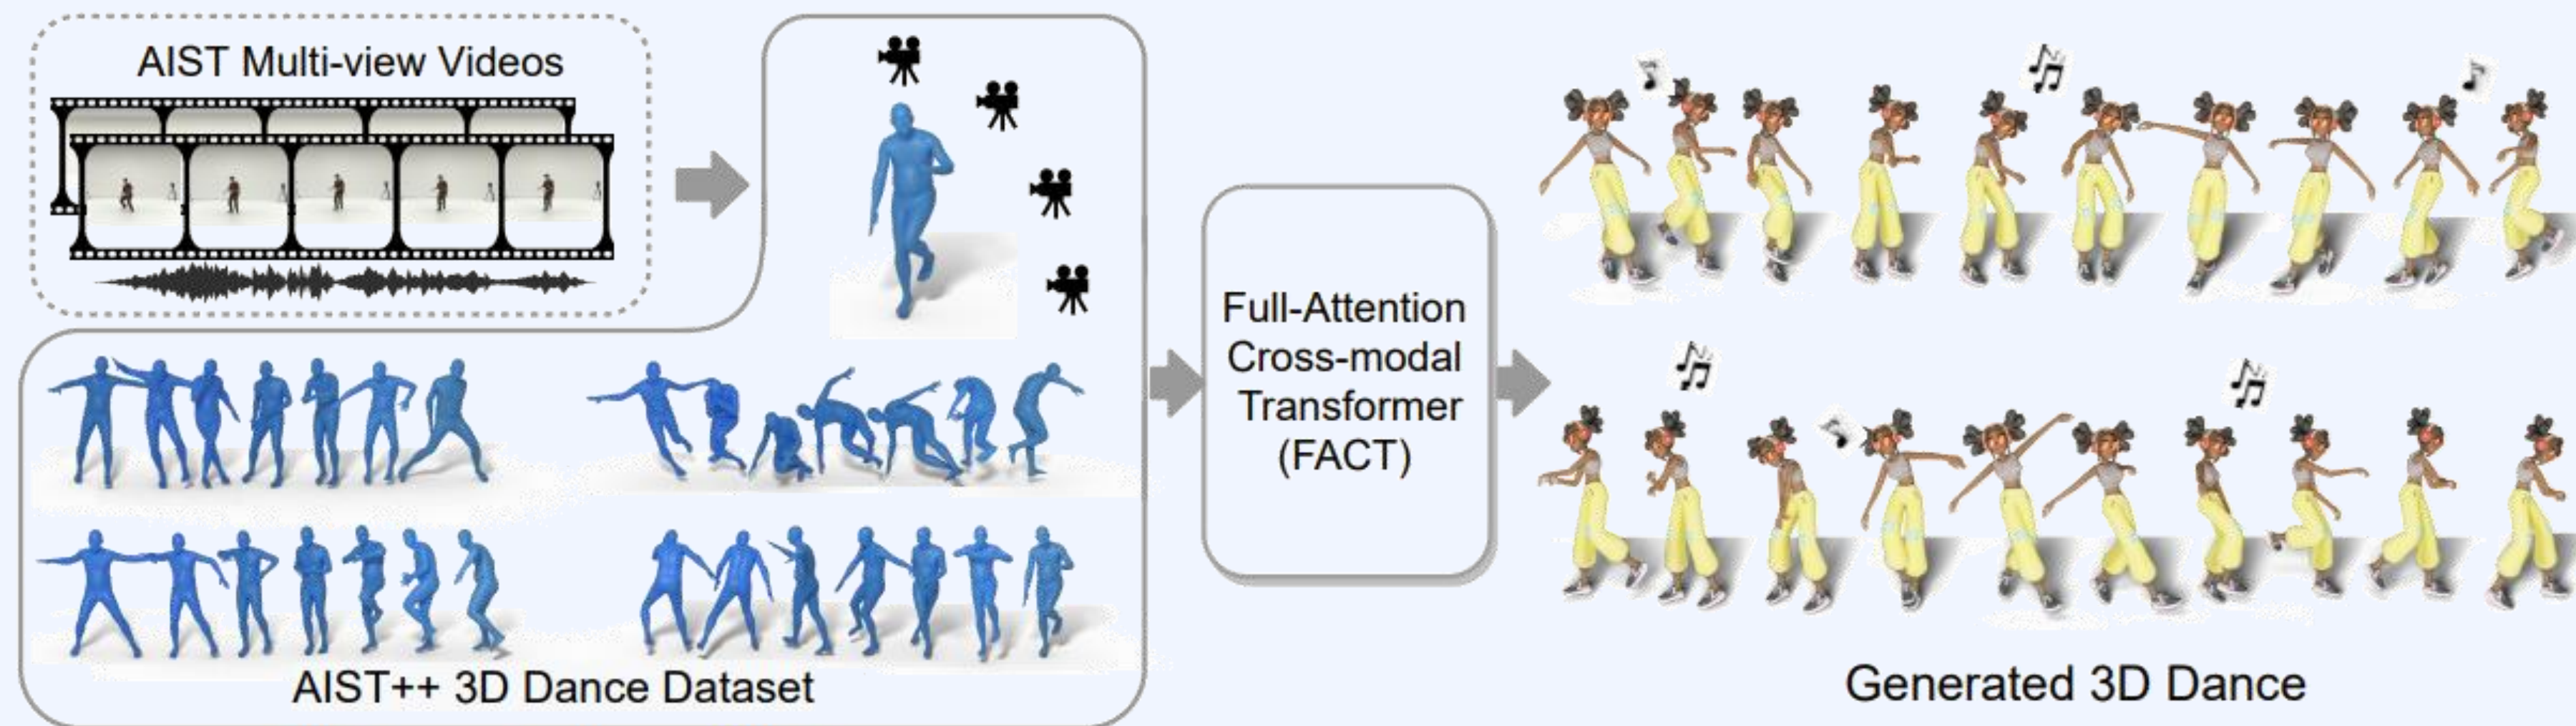 AIST Multi-view Videos
Full-Attention
Cross-modal
Transformer
(FACT)
AIST++ 3D Dance Dataset
Generated 3D Dance